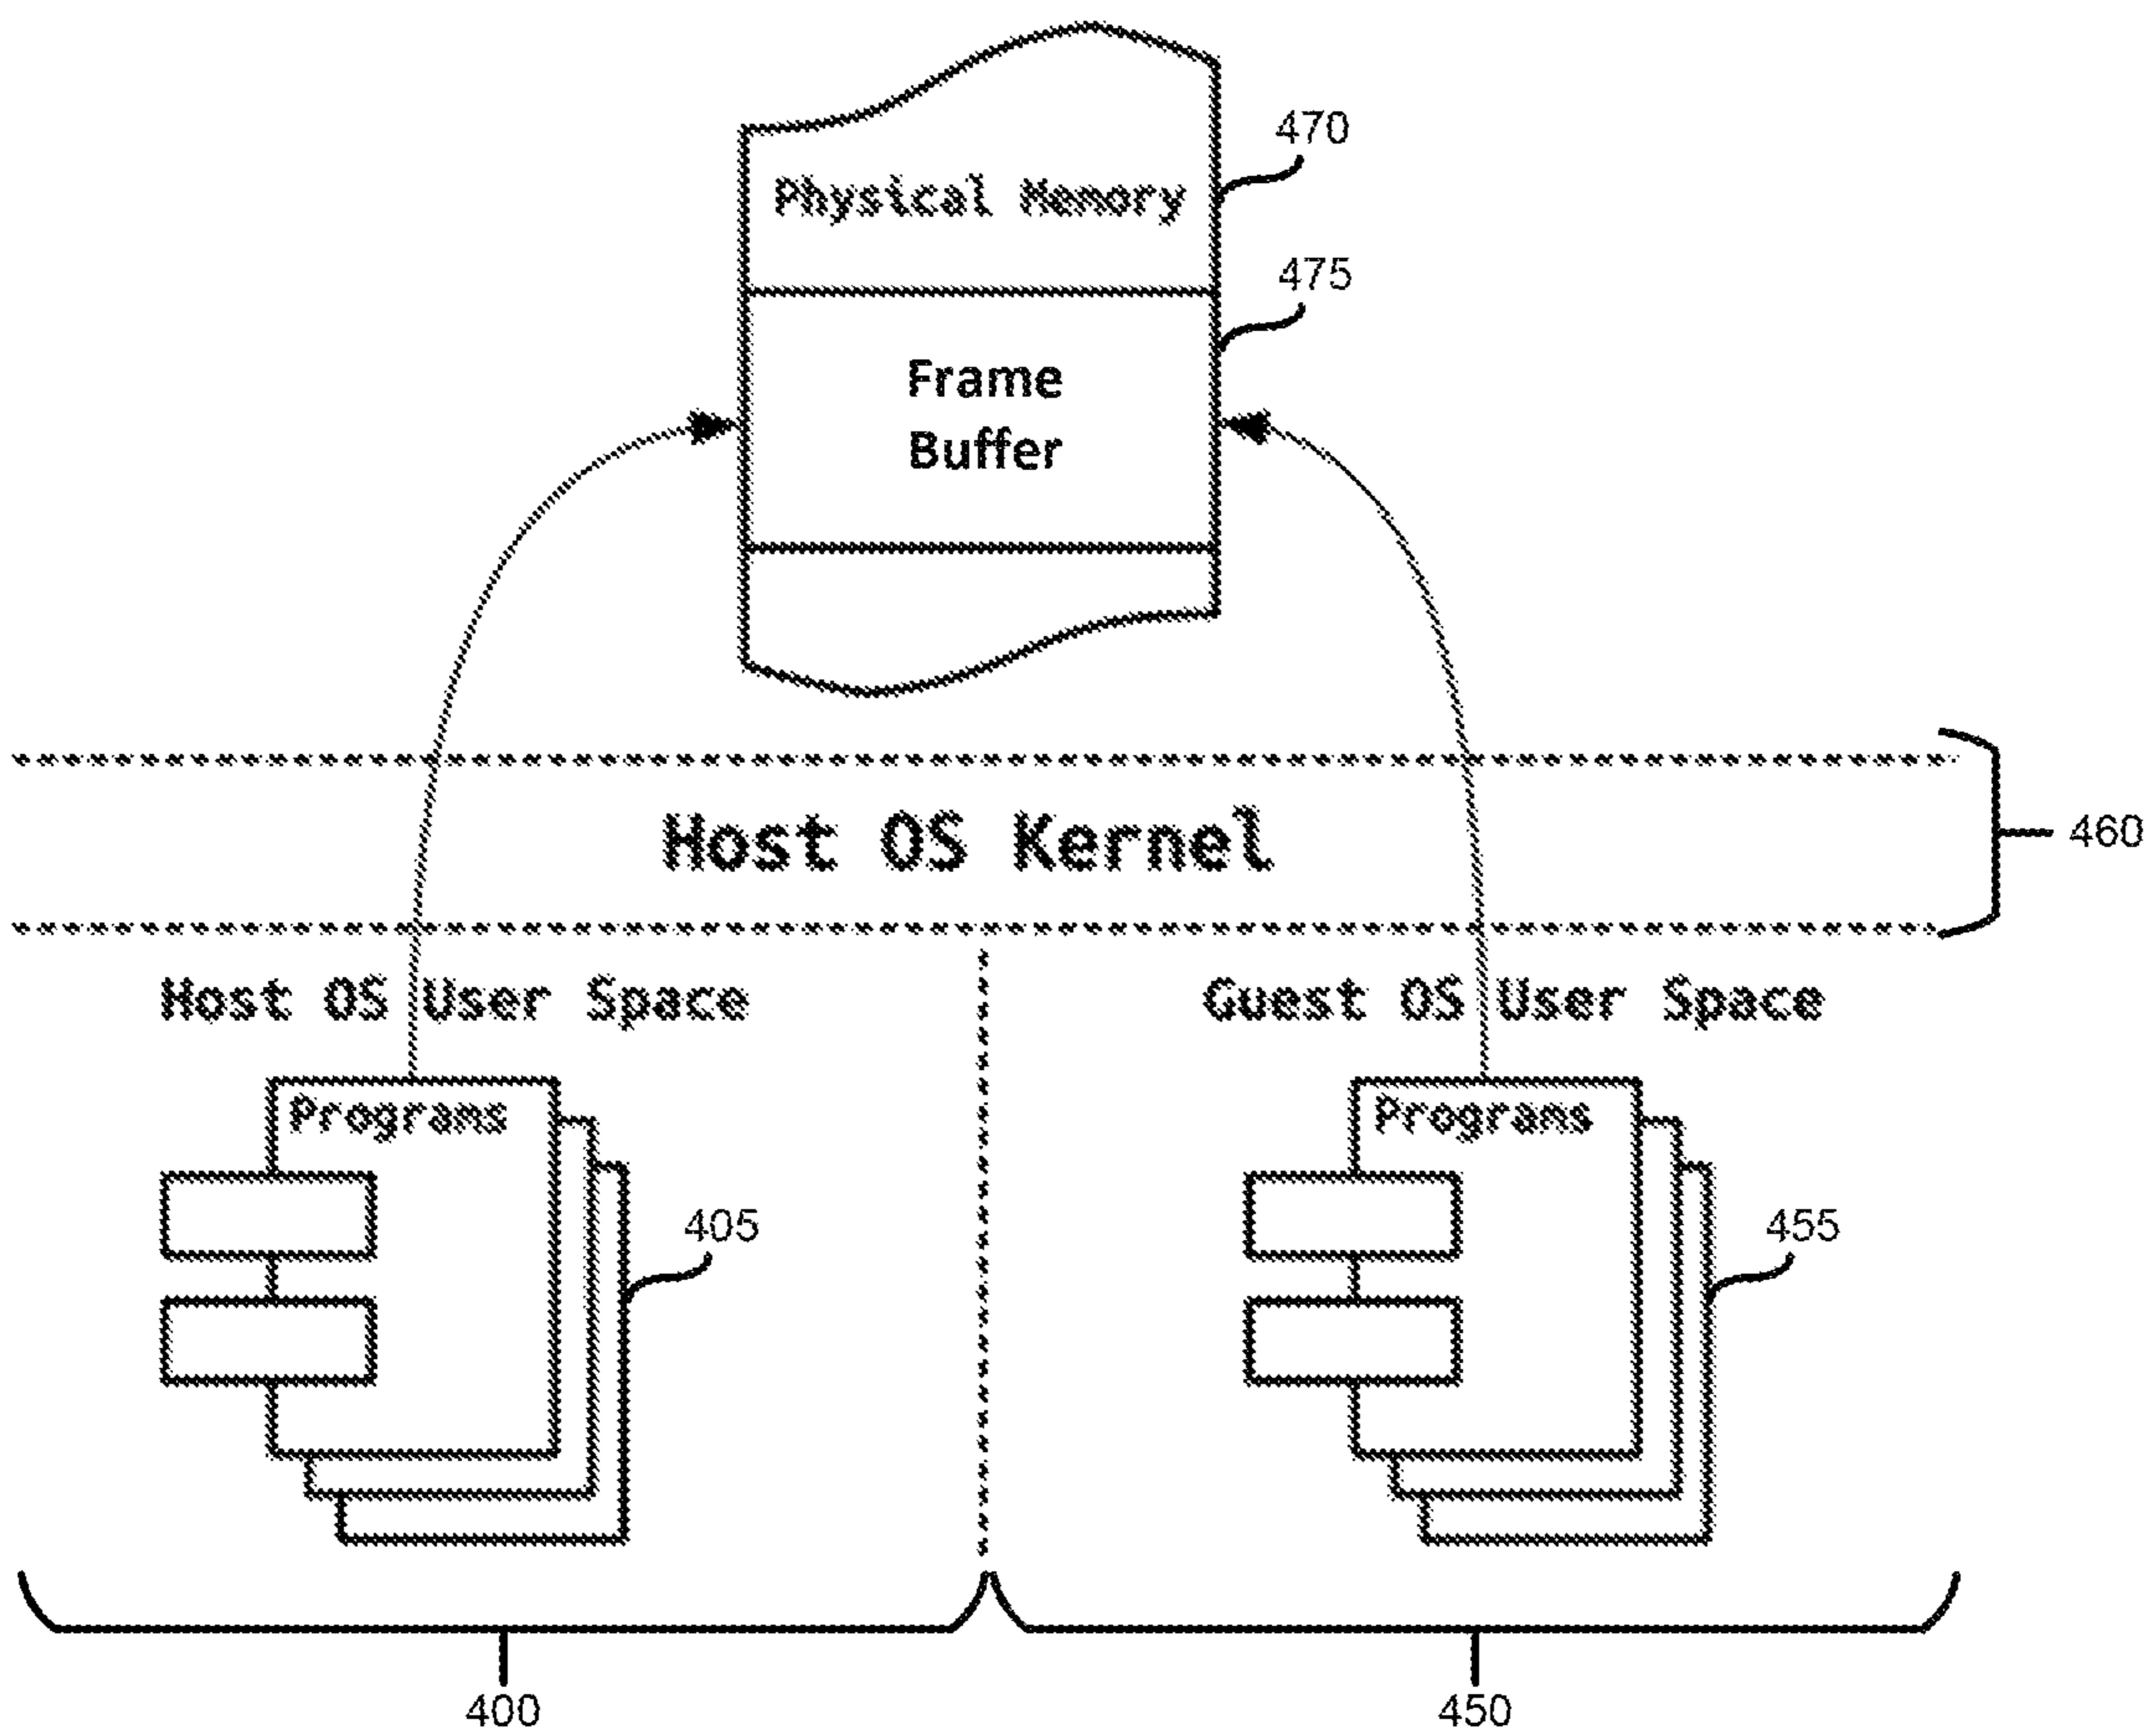 470
Physical Memory
475
Frame
Buffer
Host OS Kernel
460
Host OS User Space
Guest OS User Space
Programs
Programs
405
455
400
450